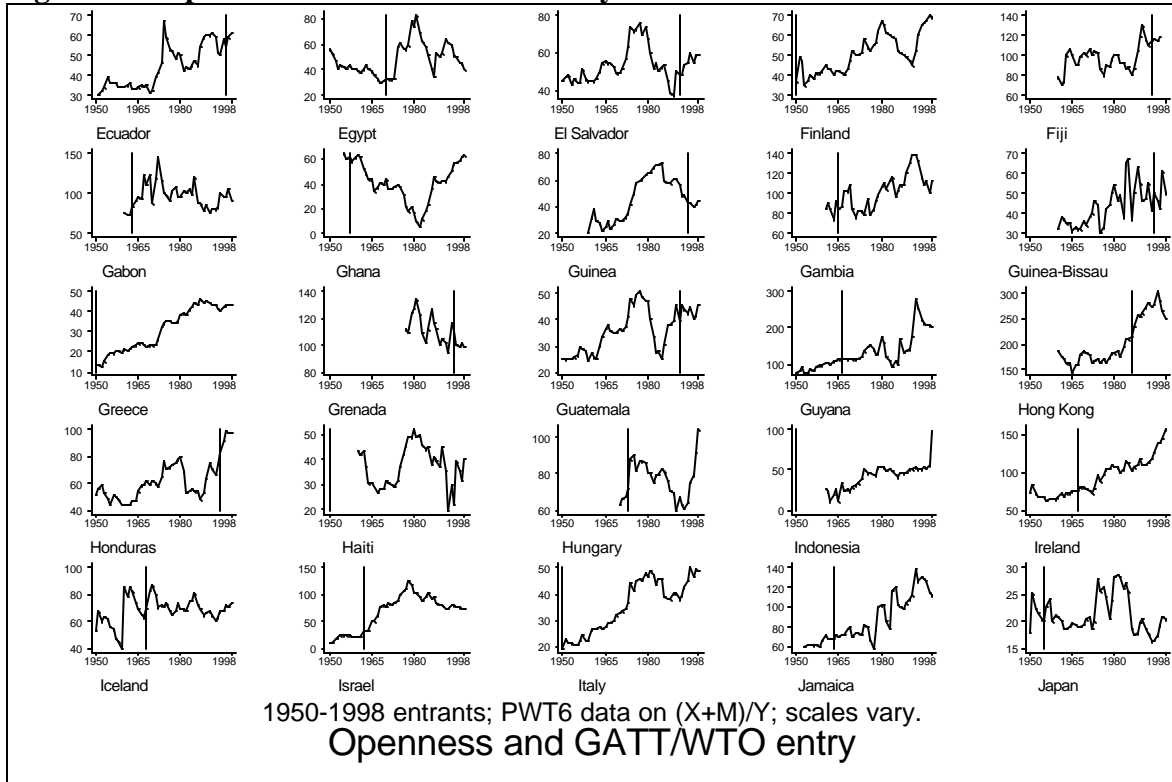 70
60
50
40
30
1950 1965 1980 1998
Ecuador
80
60
40
20
1950 1965 1980 1998
Egypt
80
60
40
1950 1965 1980 1998
El Salvador
70
60
50
40
30
1950 1965 1980 1998
Finland
140
120
100
80
60
1950 1965 1980 1998
Fiji
150
100
50
1950 1965 1980 1998
Gabon
60
40
20
0
1950 1965 1980 1998
Ghana
80
60
40
20
1950 1965 1980 1998
Guinea
140
120
100
80
60
1950 1965 1980 1998
Gambia
70
60
50
40
30
1950 1965 1980 1998
Guinea-Bissau
50
40
30
20
10
1950 1965 1980 1998
Greece
140
120
100
80
1950 1965 1980 1998
Grenada
50
40
30
20
1950 1965 1980 1998
Guatemala
300
200
100
1950 1965 1980 1998
Guyana
300
250
200
150
1950 1965 1980 1998
Hong Kong
100
80
60
40
1950 1965 1980 1998
Honduras
50
40
30
20
1950 1965 1980 1998
Haiti
100
80
60
1950 1965 1980 1998
Hungary
100
50
0
1950 1965 1980 1998
Indonesia
150
100
50
1950 1965 1980 1998
Ireland
100
80
60
40
1950 1965 1980 1998
Iceland
150
100
50
0
1950 1965 1980 1998
Israel
50
40
30
20
1950 1965 1980 1998
Italy
140
120
100
80
60
1950 1965 1980 1998
Jamaica
30
25
20
15
1950 1965 1980 1998
Japan
1950-1998 entrants; PWT6 data on (X+M)/Y; scales vary.
Openness and GATT/WTO entry